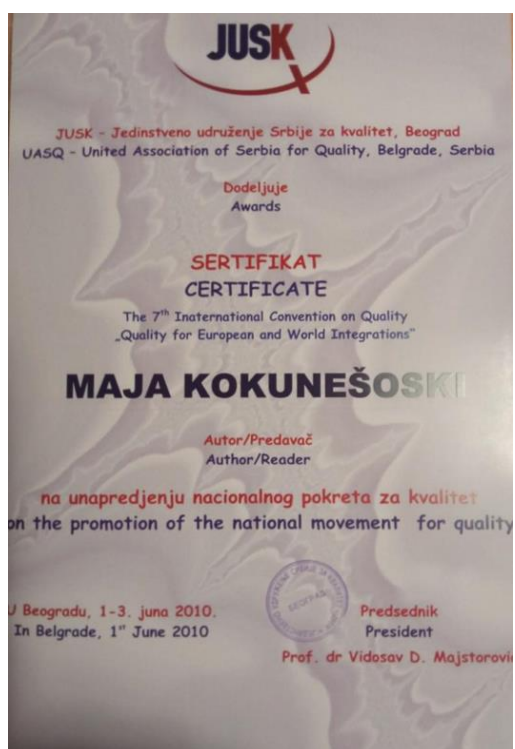 JUSK
JUSK - Jedinstveno udruženje Srbije za kvalitet, Beograd
UASQ - United Association of Serbia for Quality, Belgrade, Serbia
Dodeljuje
Awards
SERTIFIKAT
CERTIFICATE
The 7th Inaternational Convention on Quality
„Quality for European and World Integrations"
MAJA KOKUNEŠOSKI
Autor/Predavač
Author/Reader
na unapredjenju nacionalnog pokreta za kvalitet
on the promotion of the national movement for quality
U Beogradu, 1-3. juna 2010.
In Belgrade, 1st June 2010
BEOGRAD
Predsednik
President
Prof. dr Vidosav D. Majstorovic